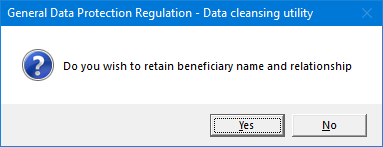 General Data Protection Regulation - Data cleansing utility
Do you wish to retain beneficiary name and relationship
Yes
No